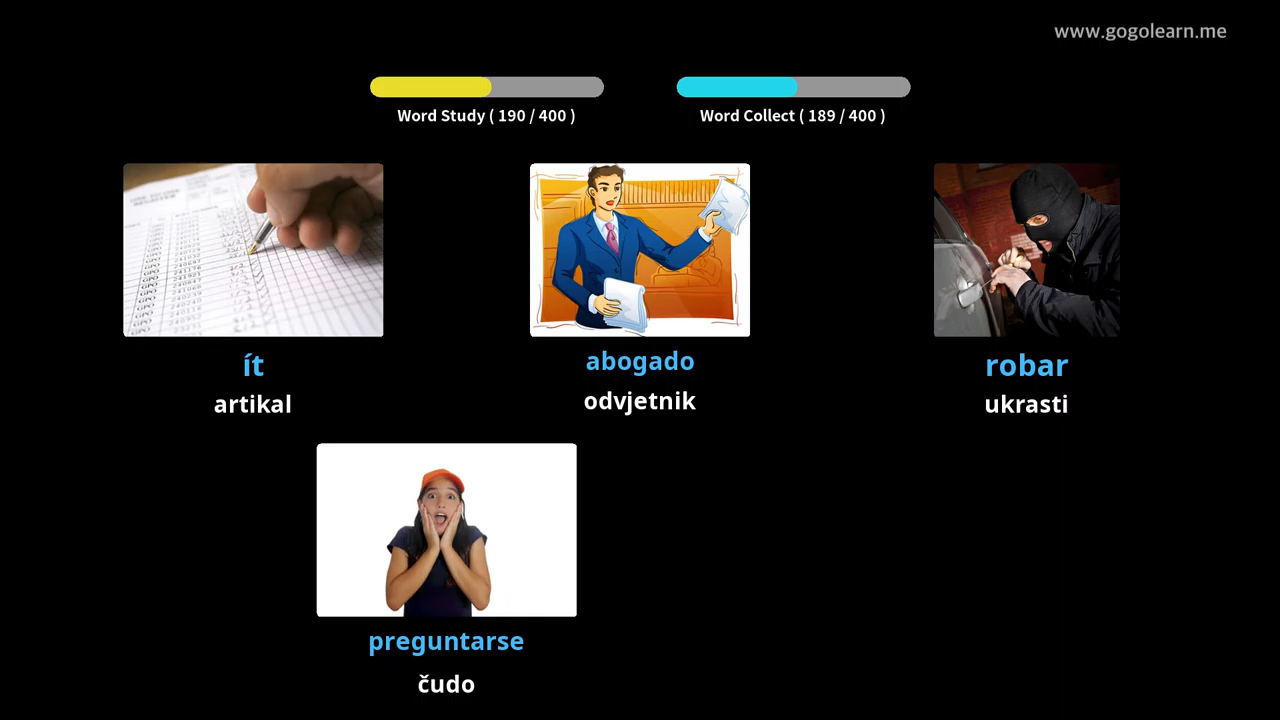 www.gogolearn.me
Word Study ( 190 / 400 )
Word Collect ( 189 / 400 )
ít
artikal
abogado
odvjetnik
robar
ukrasti
preguntarse
čudo